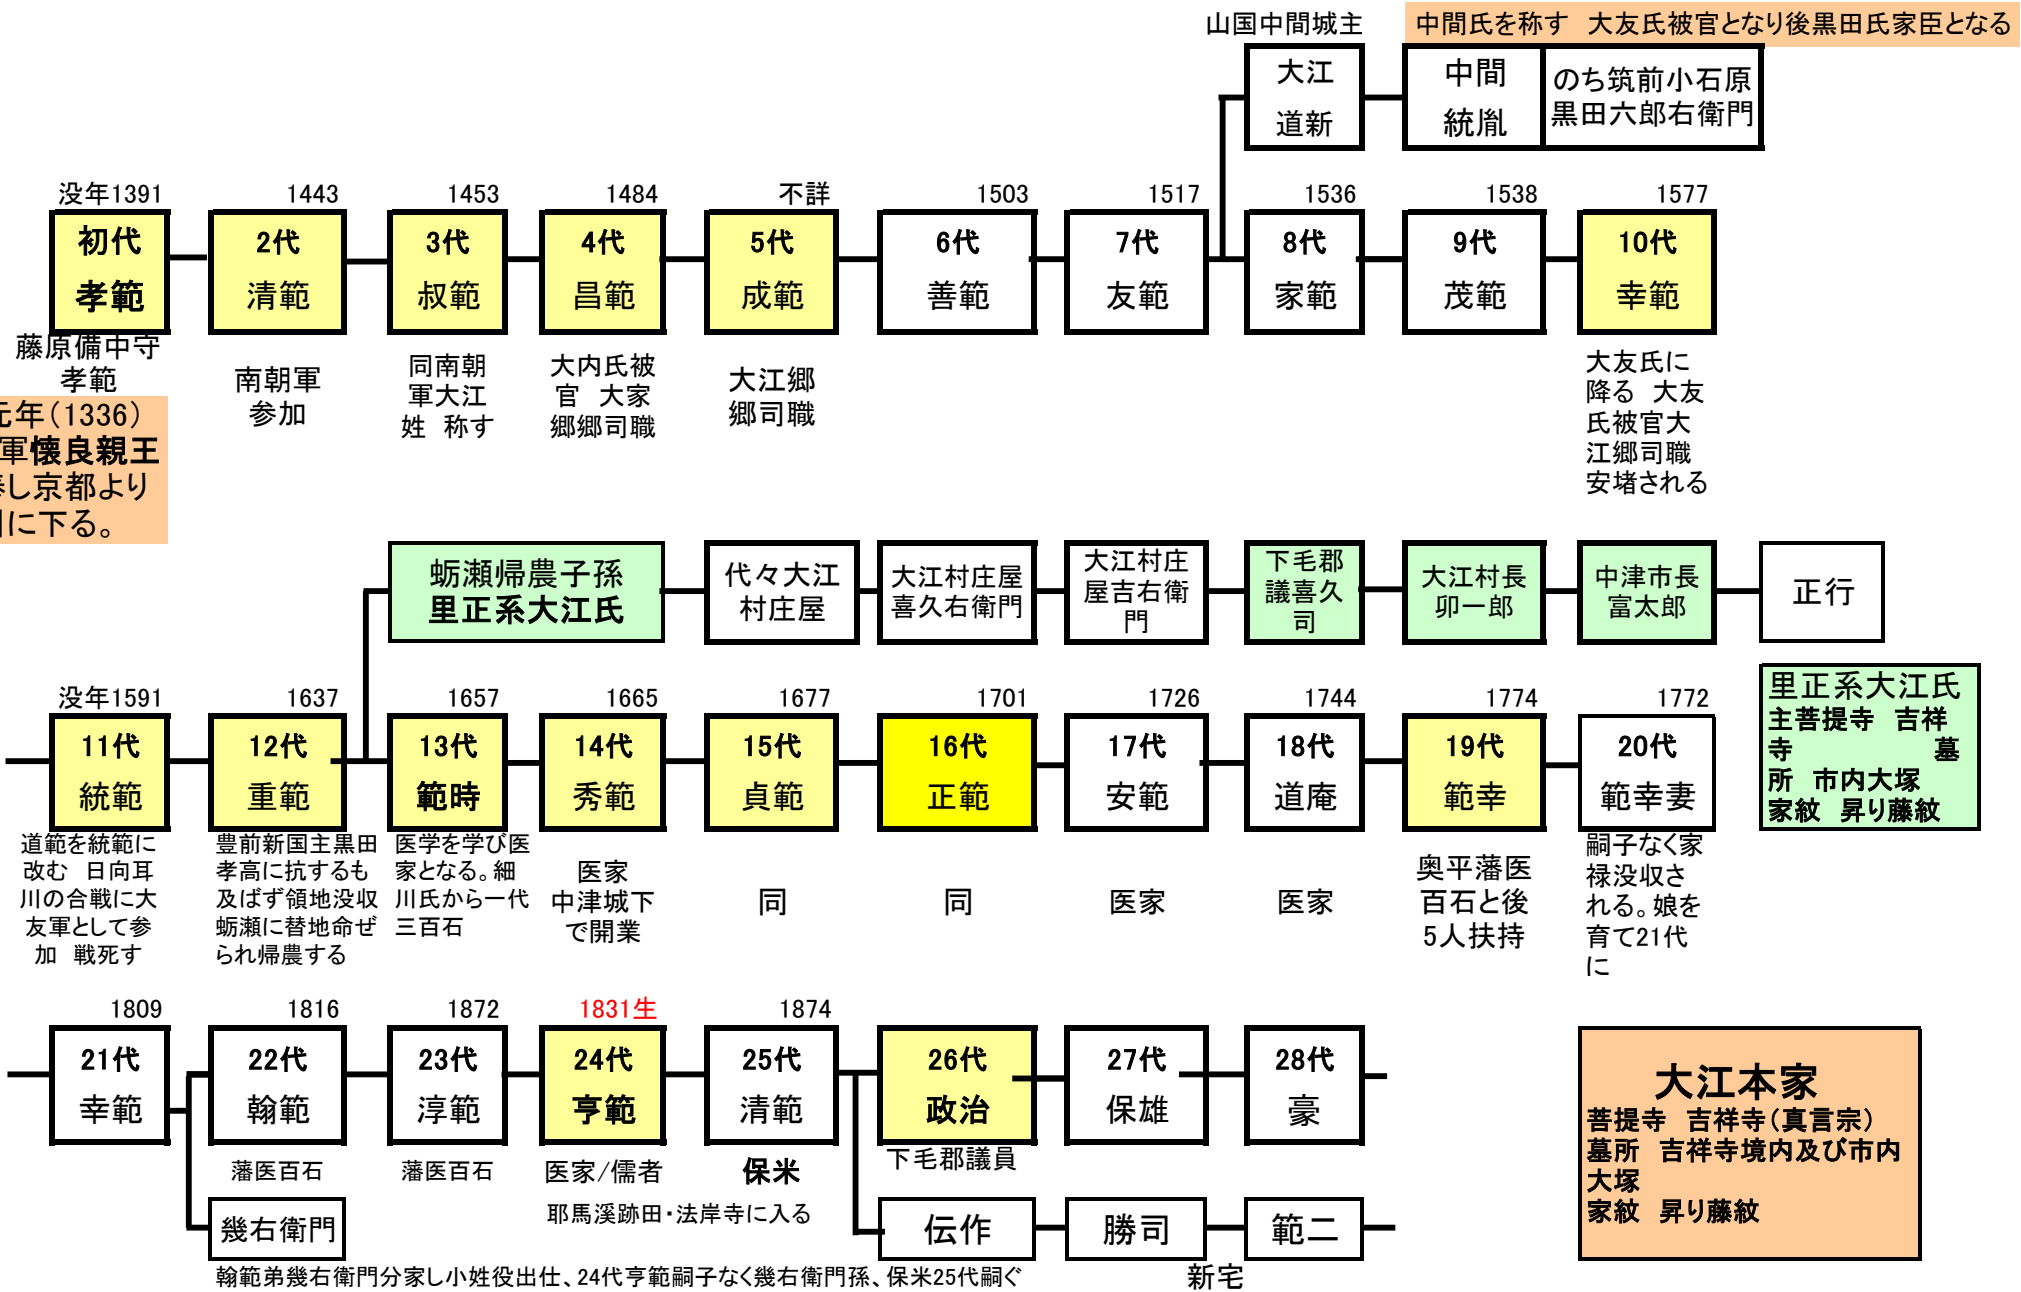 山国中間城主
中間氏を称す 大友氏被官となり後黒田氏家臣となる
大江
道新
中間
統胤
のち筑前小石原
黒田六郎右衛門
没年1391
1443
1453
1484
不詳
1503
1517
1536
1538
1577
初代
孝範
2代
清範
3代
叔範
4代
昌範
5代
成範
6代
善範
7代
友範
8代
家範
9代
茂範
10代
幸範
藤原備中守
孝範
元年(1336)
軍懐良親王
奉し京都より
に下る。
南朝軍
参加
同南朝
軍大江
姓 称す
大内氏被
官 大家
郷郷司職
大江郷
郷司職
大友氏に
降る 大友
氏被官大
江郷司職
安堵される
蛎瀬帰農子孫
里正系大江氏
代々大江
村庄屋
大江村庄屋
喜久右衛門
大江村庄
屋吉右衛
門
下毛郡
議喜久
司
大江村長
卯一郎
中津市長
富太郎
正行
里正系大江氏
主菩提寺 吉祥
寺 墓
所 市内大塚
家紋 昇り藤紋
没年1591
1637
1657
1665
1677
1701
1726
1744
1774
1772
11代
統範
12代
重範
13代
範時
14代
秀範
15代
貞範
16代
正範
17代
安範
18代
道庵
19代
範幸
20代
範幸妻
道範を統範に
改む 日向耳
川の合戦に大
友軍として参
加 戦死す
豊前新国主黒田
孝高に抗するも
及ばず領地没収
蛎瀬に替地命ぜ
られ帰農する
医学を学び医
家となる。細
川氏から一代
三百石
医家
中津城下
で開業
同
同
医家
医家
奥平藩医
百石と後
5人扶持
嗣子なく家
禄没収さ
れる。娘を
育て21代
に
1809
1816
1872
1831生
1874
21代
幸範
22代
翰範
23代
淳範
24代
亨範
25代
清範
26代
政治
27代
保雄
28代
豪
藩医百石
藩医百石
医家/儒者
保米
下毛郡議員
耶馬溪跡田・法岸寺に入る
幾右衛門
伝作
勝司
範二
翰範弟幾右衛門分家し小姓役出仕、24代亨範嗣子なく幾右衛門孫、保米25代嗣ぐ
新宅
大江本家
菩提寺 吉祥寺(真言宗)
墓所 吉祥寺境内及び市内
大塚
家紋 昇り藤紋